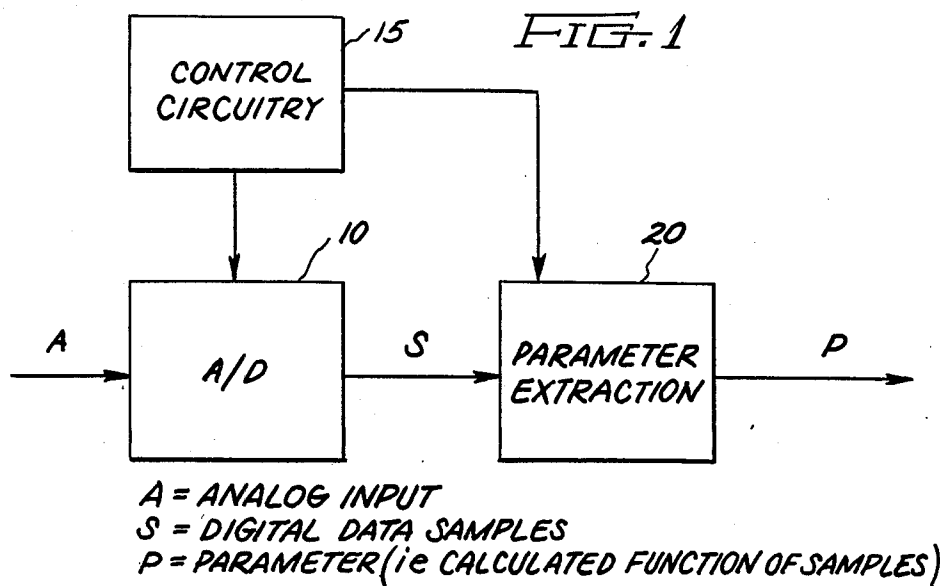 FIG. 1
15
CONTROL
CIRCUITRY
10
20
A
A/D
S
PARAMETER
EXTRACTION
P
A = ANALOG INPUT
S = DIGITAL DATA SAMPLES
P = PARAMETER (ie CALCULATED FUNCTION OF SAMPLES)